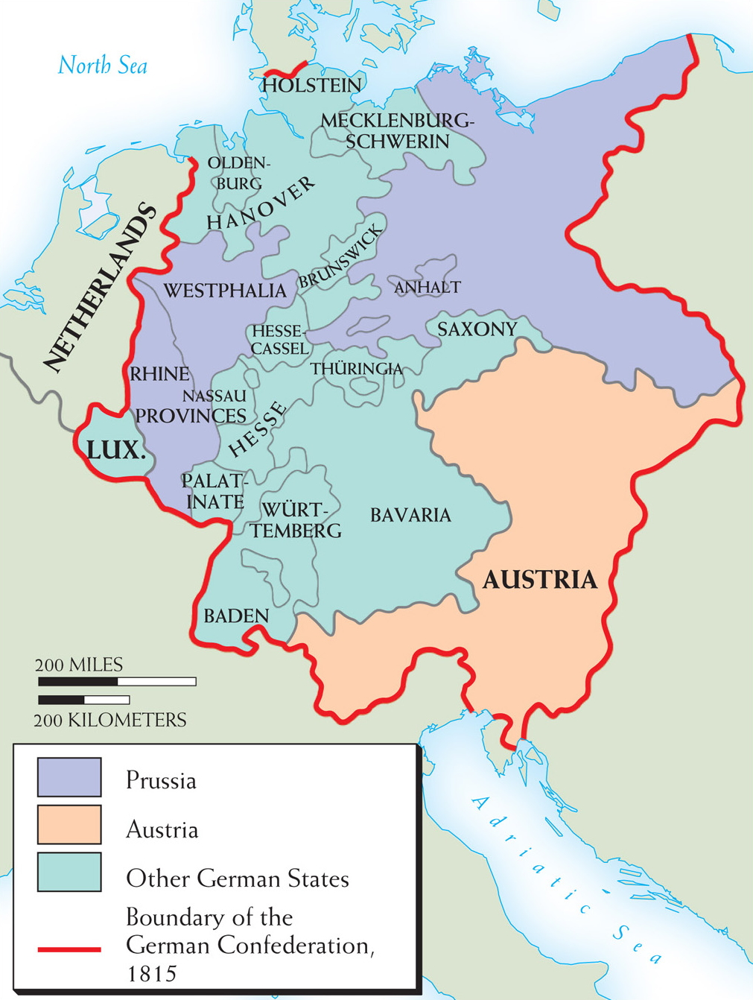 North Sea
HOLSTEIN
MECKLENBURG-
SCHWERIN
OLDEN-
BURG
HANOVER
NETHERLANDS
BRUNSWICK
WESTPHALIA
ANHALT
HESSE-
CASSEL
SAXONY
THÜRINGIA
RHINE
PROVINCES
NASSAU
HESSE
LUX.
PALAT-
INATE
WÜRT-
TEMBERG
BAVARIA
AUSTRIA
BADEN
200 MILES
200 KILOMETERS
Adriatic Sea
Prussia
Austria
Other German States
Boundary of the
German Confederation,
1815